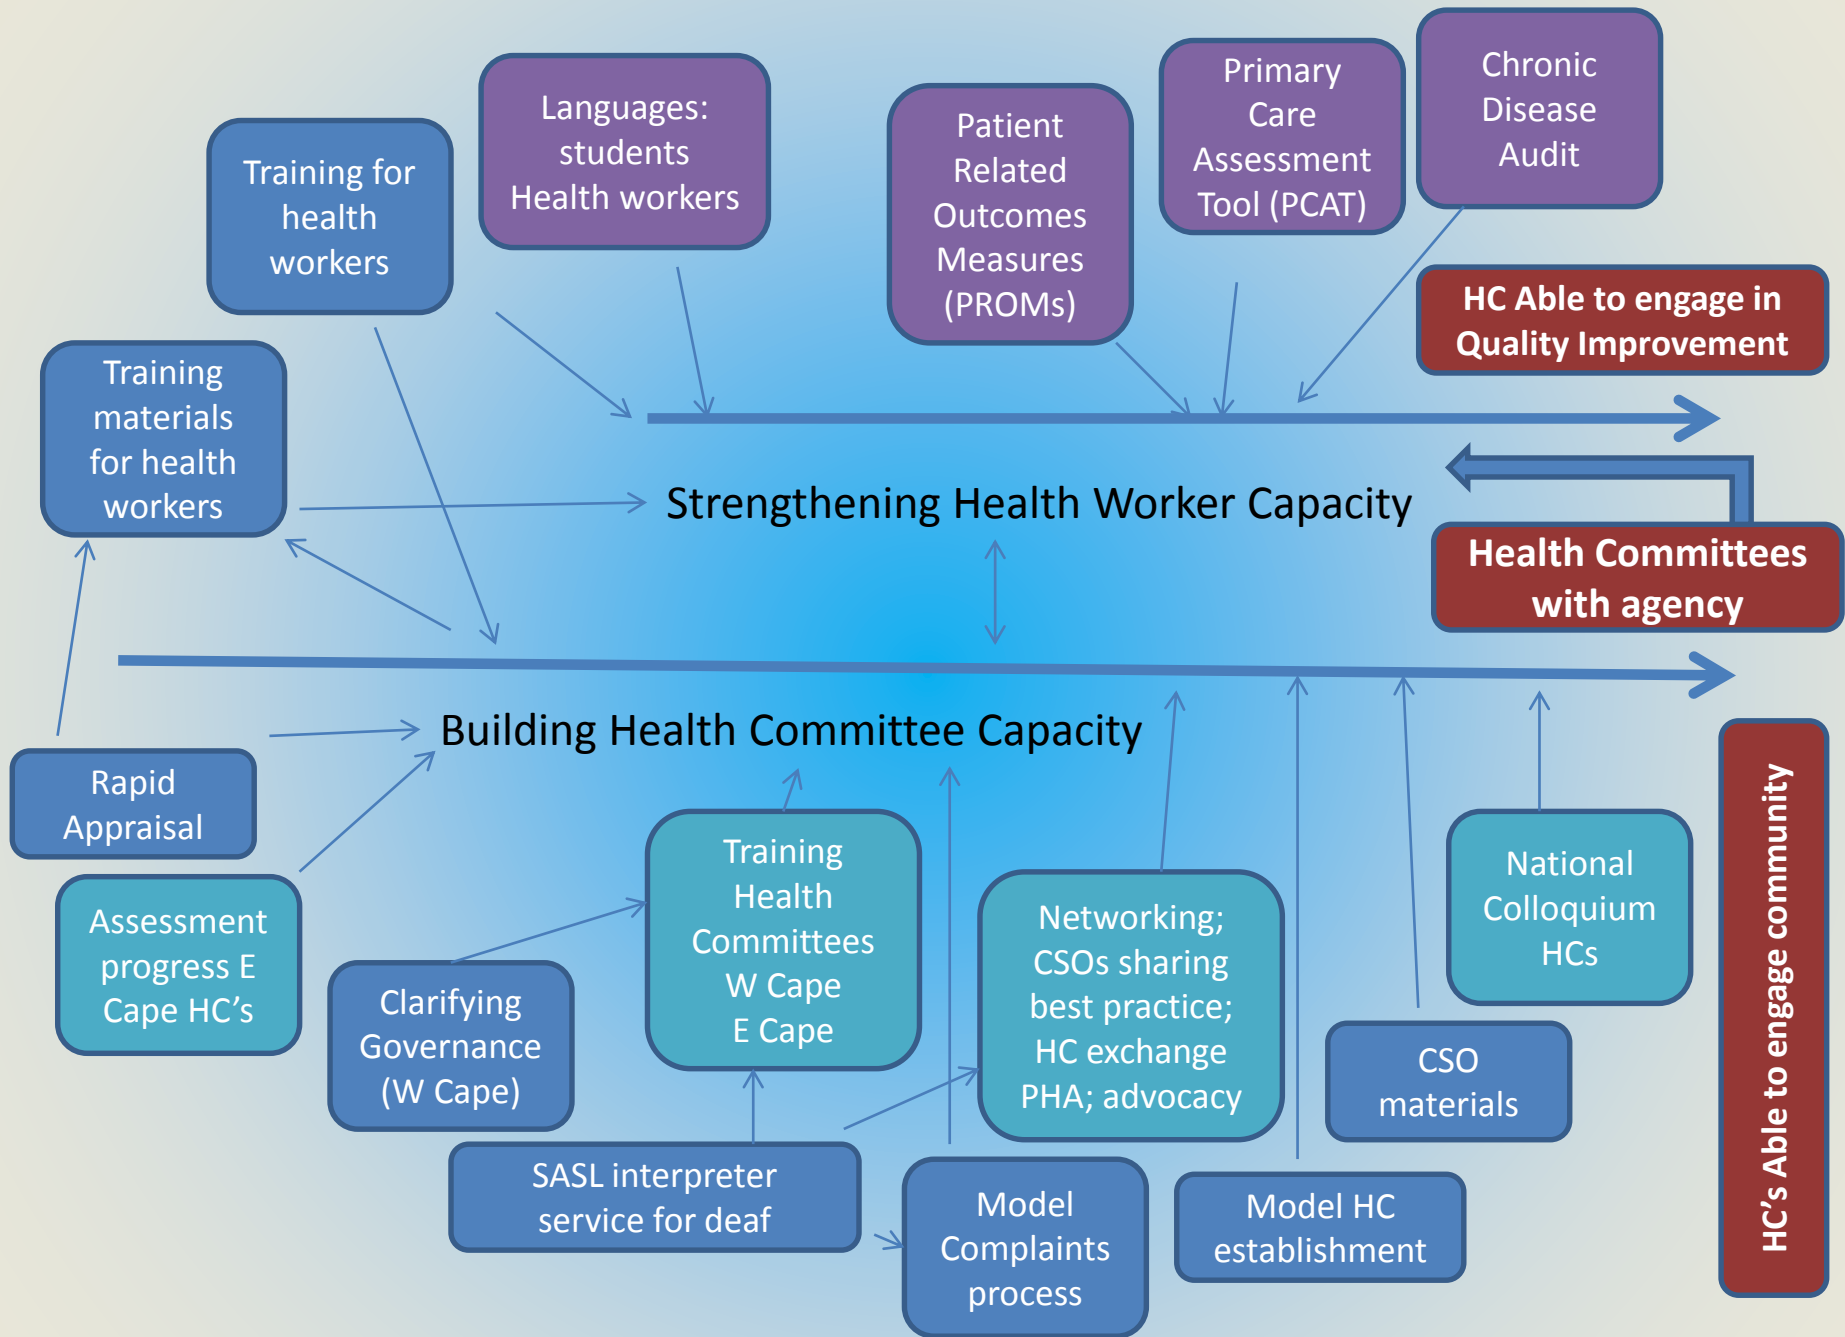 Languages:
students
Health workers
Primary
Care
Assessment
Tool (PCAT)
Chronic
Disease
Audit
Patient
Related
Outcomes
Measures
(PROMs)
Training for
health
workers
HC Able to engage in
Quality Improvement
Training
materials
for health
workers
Strengthening Health Worker Capacity
Health Committees
with agency
Building Health Committee Capacity
Rapid
Appraisal
Assessment
progress E
Cape HC's
Clarifying
Governance
(W Cape)
Training
Health
Committees
W Cape
E Cape
Networking;
CSOs sharing
best practice;
HC exchange
PHA; advocacy
National
Colloquium
HCs
CSO
materials
SASL interpreter
service for deaf
Model
Complaints
process
Model HC
establishment
HC's Able to engage community